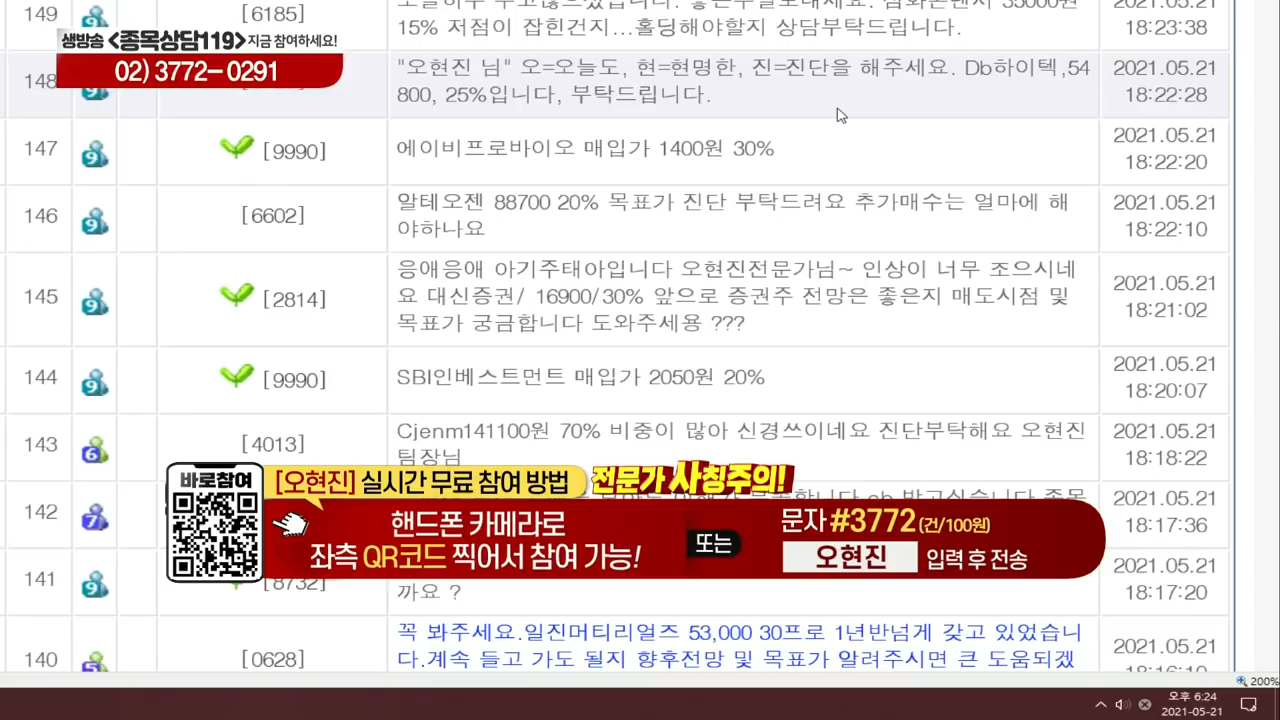 149
[6185]
15% 저점이 잡힌건지...홀딩해야할지 상담부탁드립니다.
2021.05.21
18:23:38
생방송 <종목상담119> 지금 참여하세요!
02) 3772-0291
148
"오현진 님" 오=오늘도, 현=현명한, 진=진단을 해주세요. Db하이텍,54
800, 25%입니다, 부탁드립니다.
2021.05.21
18:22:28
147
[9990]
에이비프로바이오 매입가 1400원 30%
2021.05.21
18:22:20
146
[6602]
알테오젠 88700 20% 목표가 진단 부탁드려요 추가매수는 얼마에 해
야하나요
2021.05.21
18:22:10
145
[2814]
응애응애 아기주태아입니다 오현진전문가님~ 인상이 너무 조으시네
요 대신증권/ 16900/30% 앞으로 증권주 전망은 좋은지 매도시점 및
목표가 궁금합니다 도와주세용 ???
2021.05.21
18:21:02
144
[9990]
SBI인베스트먼트 매입가 2050원 20%
2021.05.21
18:20:07
143
[4013]
Cjenm141100원 70% 비중이 많아 신경쓰이네요 진단부탁해요 오현진
팀장님
2021.05.21
18:18:22
142
2021.05.21
18:17:36
바로참여
[오현진] 실시간 무료 참여 방법
전문가 사칭주의!
핸드폰 카메라로
좌측 QR코드 찍어서 참여 가능!
또는
문자 #3772 (건/100원)
오현진 입력 후 전송
141
[8732]
까요 ?
2021.05.21
18:17:20
140
[0628]
꼭 봐주세요.일진머티리얼즈 53,000 30프로 1년반넘게 갖고 있었습니
다.계속 들고 가도 될지 향후전망 및 목표가 알려주시면 큰 도움되겠
2021.05.21
200%
오후 6:24
2021-05-21